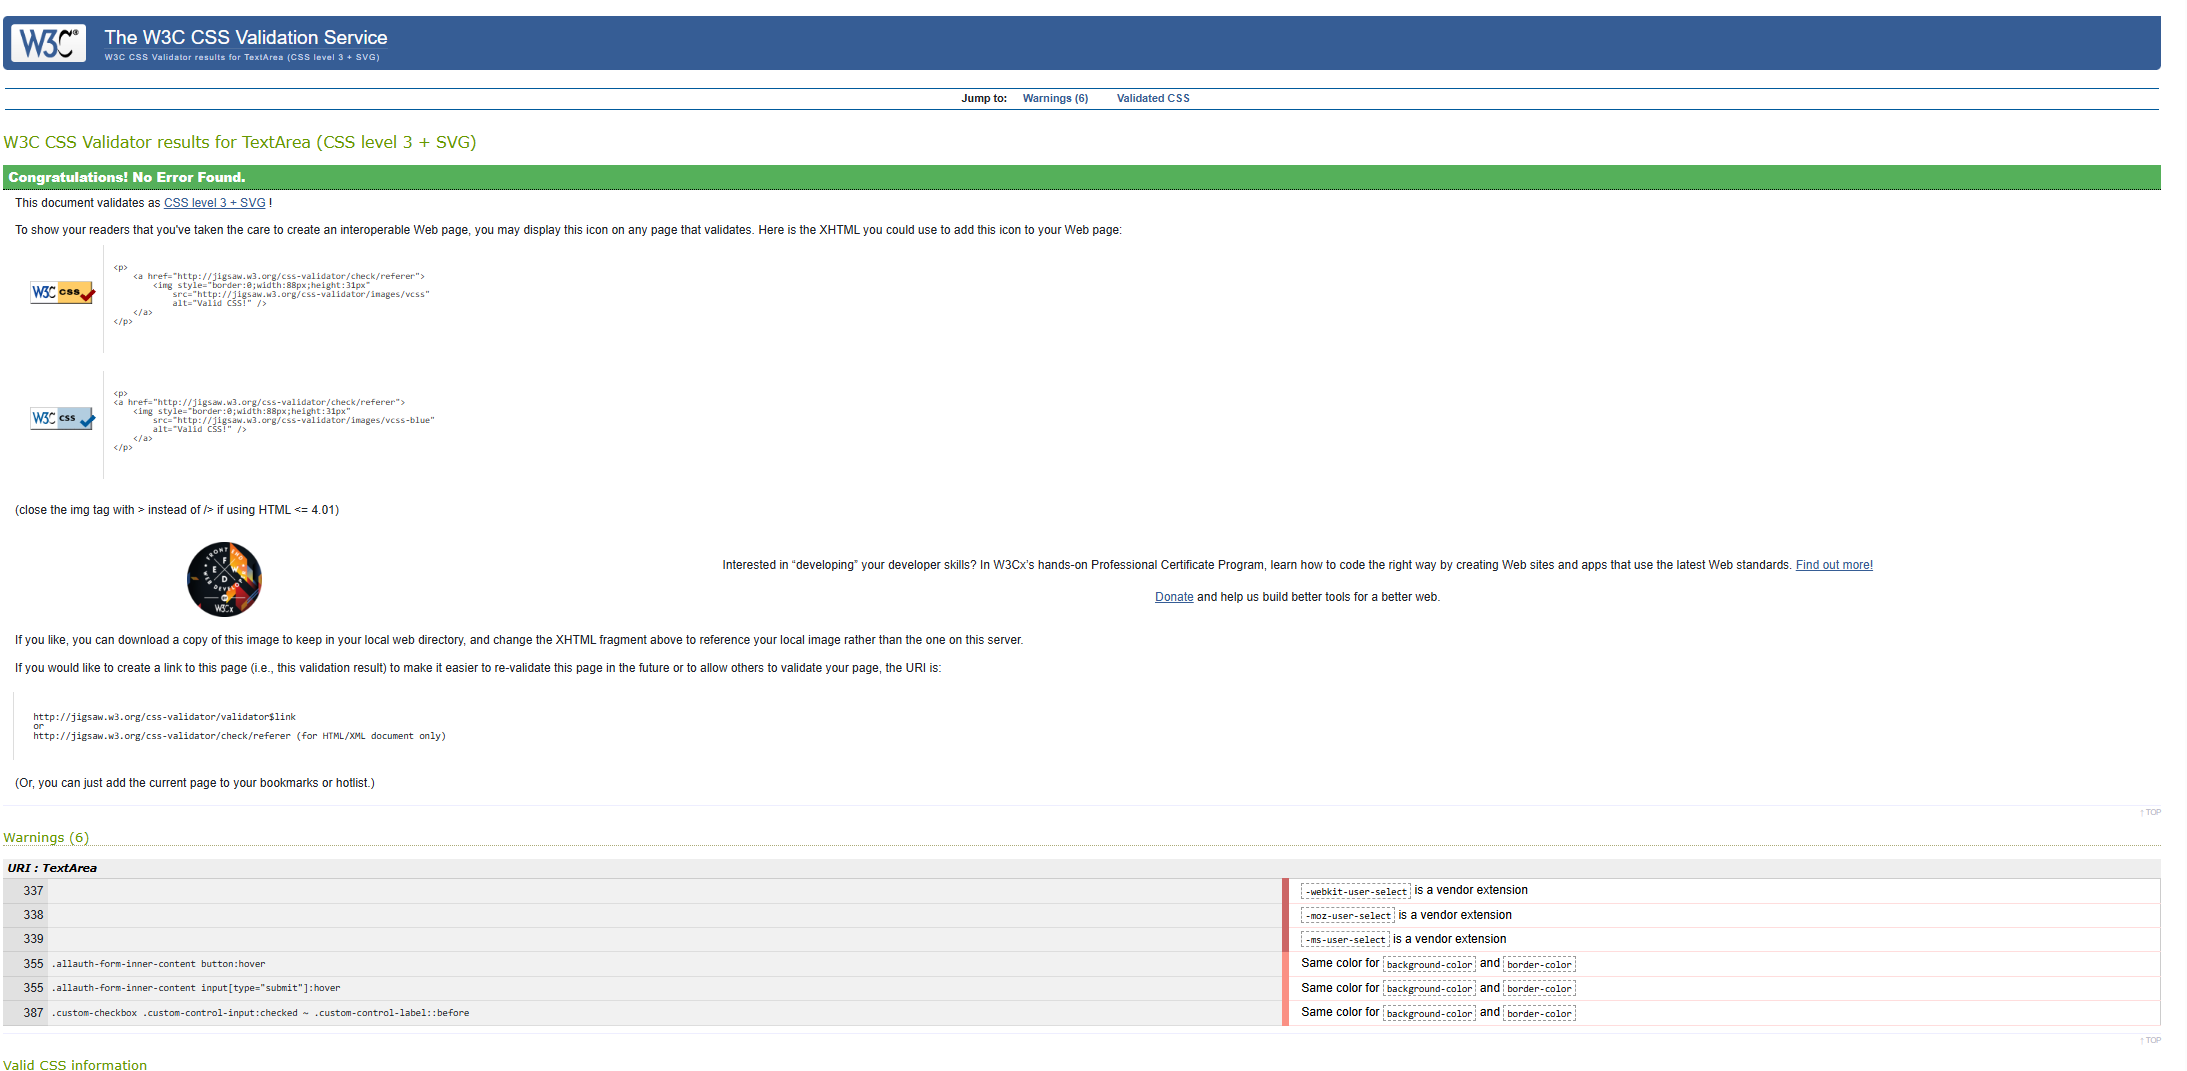 W3C®
The W3C CSS Validation Service
W3C CSS Validator results for TextArea (CSS level 3 + SVG)
Jump to: Warnings (6) Validated CSS
W3C CSS Validator results for TextArea (CSS level 3 + SVG)
Congratulations! No Error Found.
This document validates as CSS level 3 + SVG !
To show your readers that you've taken the care to create an interoperable Web page, you may display this icon on any page that validates. Here is the XHTML you could use to add this icon to your Web page:
W3C css
<p>
<a href="http://jigsaw.w3.org/css-validator/check/referer">
<img style="border:0;width:88px;height:31px"
src="http://jigsaw.w3.org/css-validator/images/vcss"
alt="Valid CSS!" />
</a>
</p>
W3C css
<p>
<a href="http://jigsaw.w3.org/css-validator/check/referer">
<img style="border:0;width:88px;height:31px"
src="http://jigsaw.w3.org/css-validator/images/vcss-blue"
alt="Valid CSS!" />
</a>
</p>
(close the img tag with > instead of /> if using HTML <= 4.01)
FRONT END
F E W D
WEB DEVELOPER
W3Cx
Interested in “developing” your developer skills? In W3Cx's hands-on Professional Certificate Program, learn how to code the right way by creating Web sites and apps that use the latest Web standards. Find out more!
Donate and help us build better tools for a better web.
If you like, you can download a copy of this image to keep in your local web directory, and change the XHTML fragment above to reference your local image rather than the one on this server.
If you would like to create a link to this page (i.e., this validation result) to make it easier to re-validate this page in the future or to allow others to validate your page, the URI is:
http://jigsaw.w3.org/css-validator/validator$link
or
http://jigsaw.w3.org/css-validator/check/referer (for HTML/XML document only)
(Or, you can just add the current page to your bookmarks or hotlist.)
↑ TOP
Warnings (6)
URI : TextArea
337 -webkit-user-select is a vendor extension
338 -moz-user-select is a vendor extension
339 -ms-user-select is a vendor extension
355 .allauth-form-inner-content button:hover Same color for background-color and border-color
355 .allauth-form-inner-content input[type="submit"]:hover Same color for background-color and border-color
387 .custom-checkbox .custom-control-input:checked ~ .custom-control-label::before Same color for background-color and border-color
↑ TOP
Valid CSS information